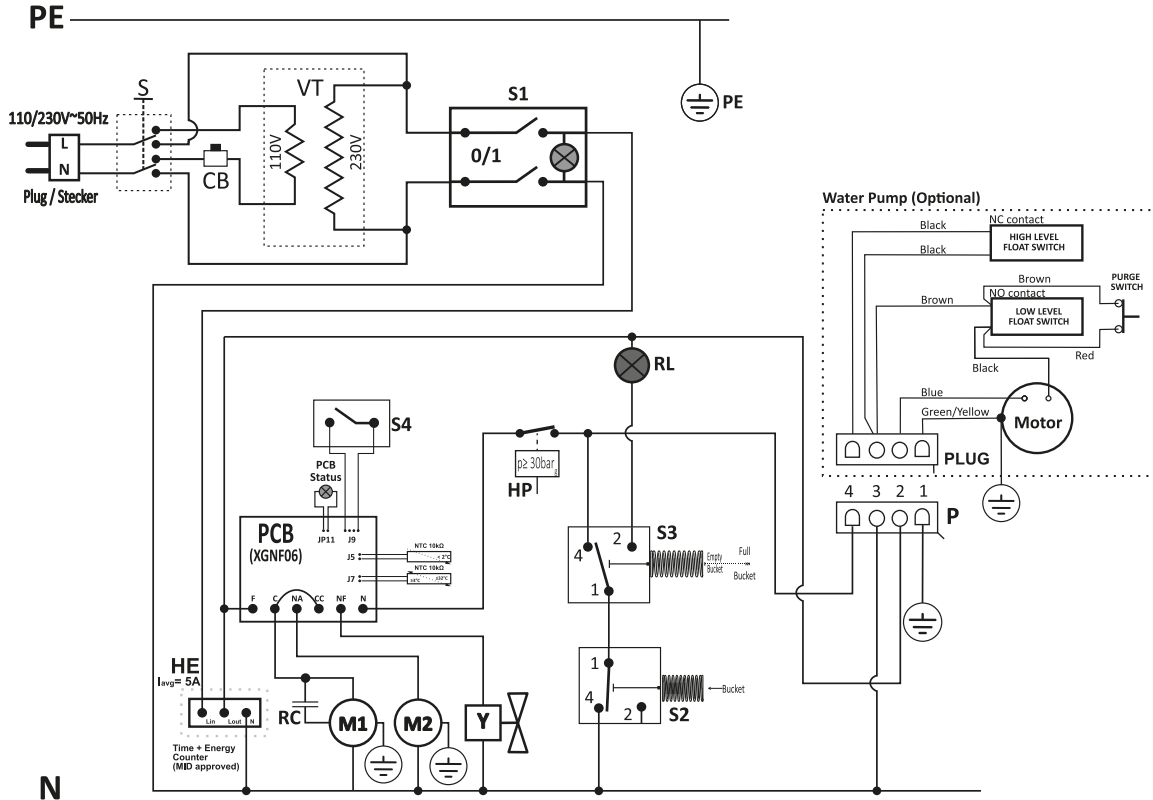 PE
PE
S
VT
S1
110/230V~50Hz
L
N
Plug / Stecker
110V
230V
0/1
CB
Water Pump (Optional)
Black
NC contact
HIGH LEVEL
FLOAT SWITCH
Black
Brown
PURGE
SWITCH
NO contact
Brown
LOW LEVEL
FLOAT SWITCH
Red
Black
Blue
Green/Yellow
Motor
PLUG
RL
S4
p≥ 30bar
HP
PCB
Status
4 3 2 1
P
PCB
(XGNF06)
JP11
J9
J5
NTC 10kΩ
J7
NTC 10kΩ
F C NA CC NF N
S3
4
2
1
Empty
Bucket
Full
Bucket
HE
Iavg= 5A
Lin Lout N
Time + Energy
Counter
(MID approved)
RC
M1
M2
Y
1
4
2
S2
Bucket
N